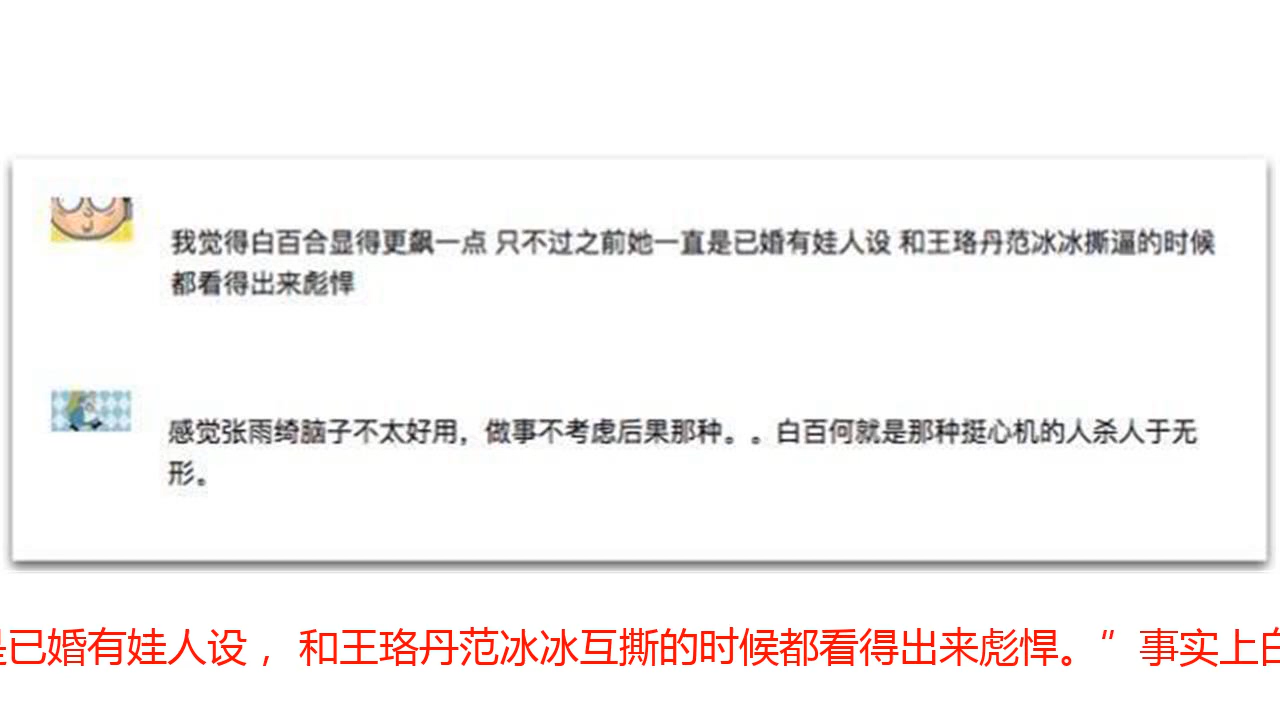 我觉得白百合显得更飙一点 只不过之前她一直是已婚有娃人设 和王珞丹范冰冰撕逼的时候
都看得出来彪悍
感觉张雨绮脑子不太好用，做事不考虑后果那种。。白百何就是那种挺心机的人杀人于无
形。
是已婚有娃人设 ，和王珞丹范冰冰互撕的时候都看得出来彪悍。”事实上白